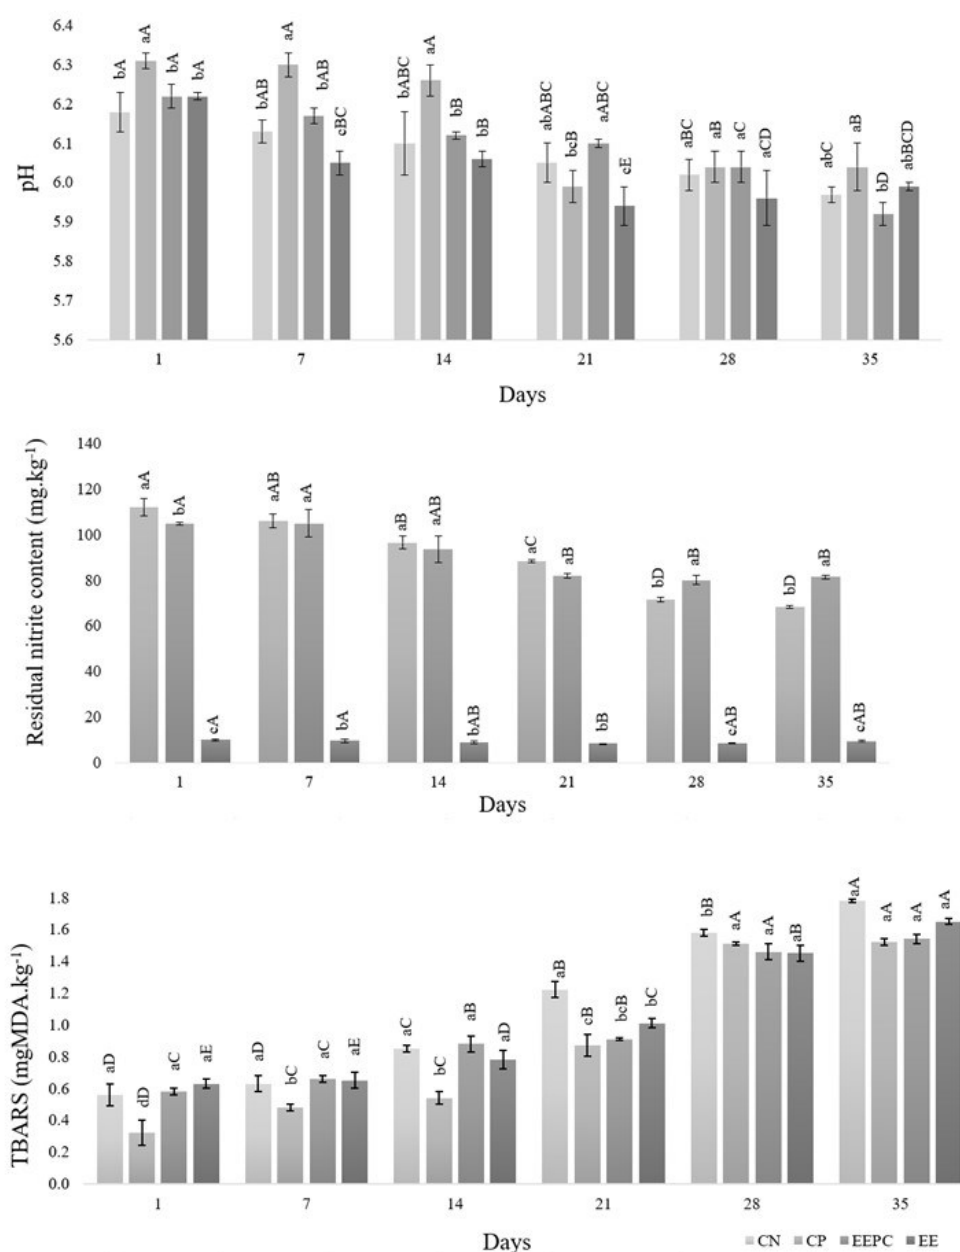 6.4
6.3
6.2
6.1
6.0
5.9
5.8
5.7
5.6
pH
bA aA bA bA
bAB aA bAB cBC
bABC aA bB bB
abABC bcB aABC cE
aBC aB aC aCD
abC aB bD abBCD
1 7 14 21 28 35
Days
Residual nitrite content (mg.kg-1)
140
120
100
80
60
40
20
0
aA bA cA
aAB aA bA
aB aAB bAB
aC aB bB
bD aB cAB
bD aB cAB
1 7 14 21 28 35
Days
TBARS (mgMDA.kg-1)
1.8
1.6
1.4
1.2
1.0
0.8
0.6
0.4
0.2
0.0
aD dD aC aE
aD bC aC aE
aC bC aB aD
aB cB bcB bC
bB aA aA aB
aA aA aA aA
1 7 14 21 28 35
Days
CN CP EEPC EE